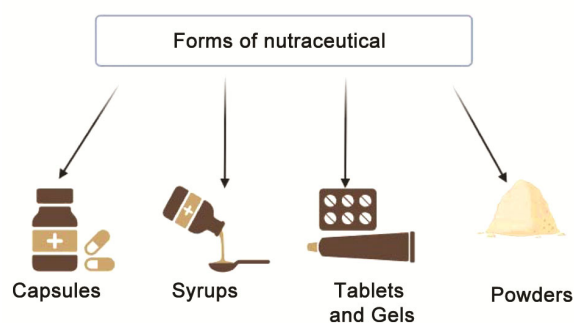 Forms of nutraceutical
Capsules
Syrups
Tablets
and Gels
Powders